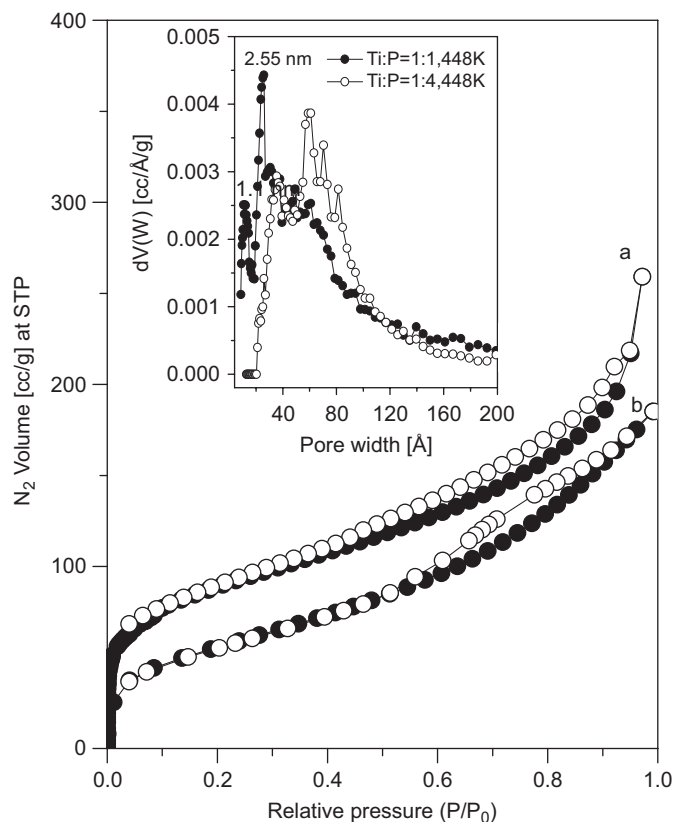 400
300
200
100
0
N2 Volume [cc/g] at STP
0.0 0.2 0.4 0.6 0.8 1.0
Relative pressure (P/P0)
a
b
0.005
0.004
0.003
0.002
0.001
0.000
dV(W) [cc/Å/g]
2.55 nm
Ti:P=1:1,448K
Ti:P=1:4,448K
40 80 120 160 200
Pore width [Å]